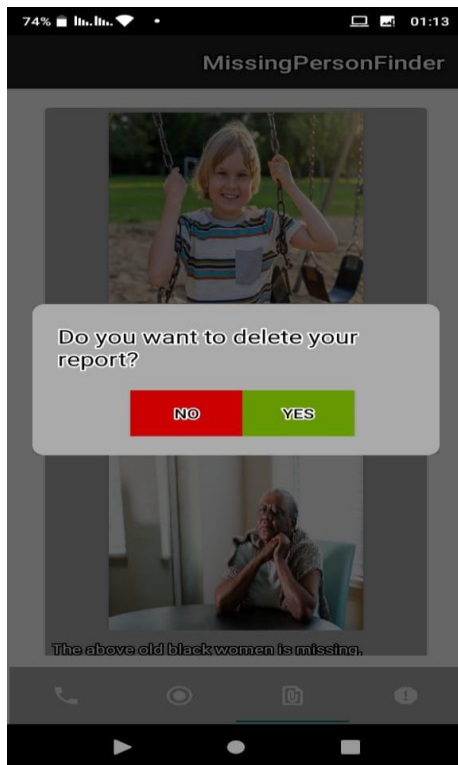 74%
01:13
MissingPersonFinder
Do you want to delete your
report?
NO
YES
The above old black women is missing.